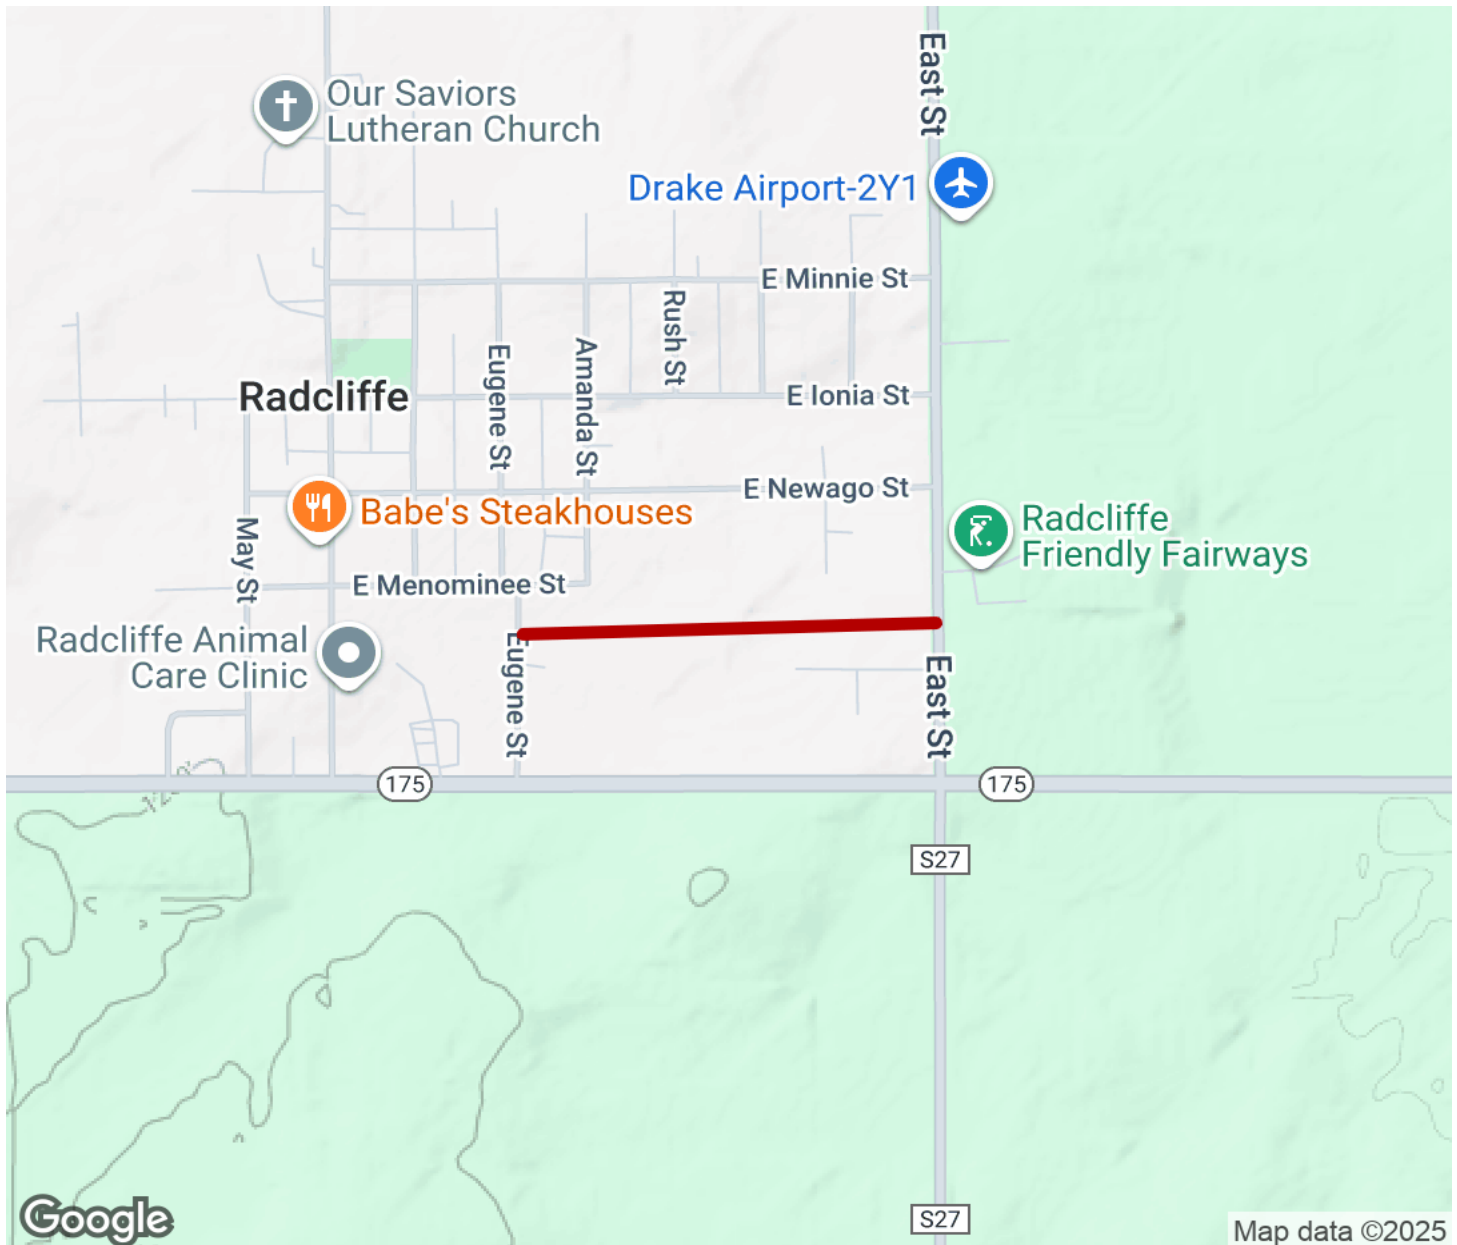 East St
Our Saviors
Lutheran Church
Drake Airport-2Y1
E Minnie St
Rush St
Eugene St
Amanda St
E Ionia St
Radcliffe
E Newago St
Babe's Steakhouses
Radcliffe
Friendly Fairways
May St
E Menominee St
Radcliffe Animal
Care Clinic
Eugene St
East St
175
175
S27
S27
Google
Map data ©2025